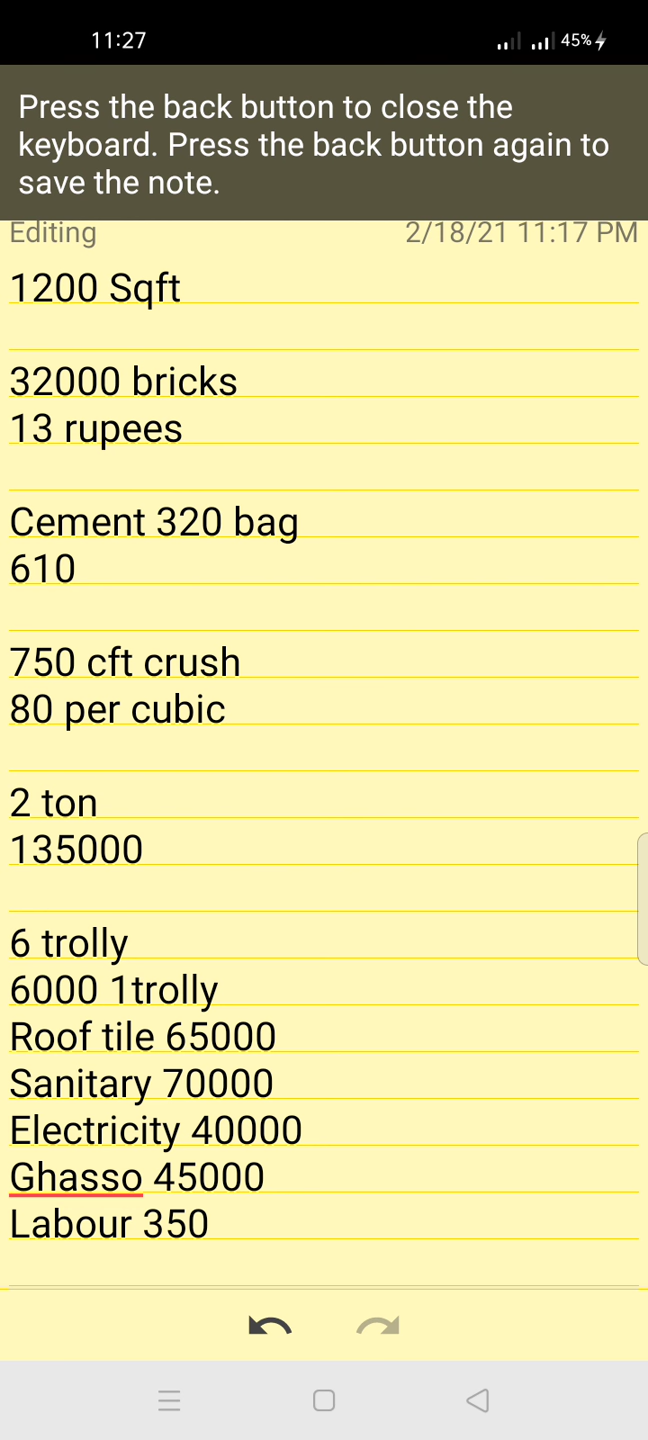 11:27
45%
Press the back button to close the
keyboard. Press the back button again to
save the note.
Editing 2/18/21 11:17 PM
1200 Sqft
32000 bricks
13 rupees
Cement 320 bag
610
750 cft crush
80 per cubic
2 ton
135000
6 trolly
6000 1trolly
Roof tile 65000
Sanitary 70000
Electricity 40000
Ghasso 45000
Labour 350